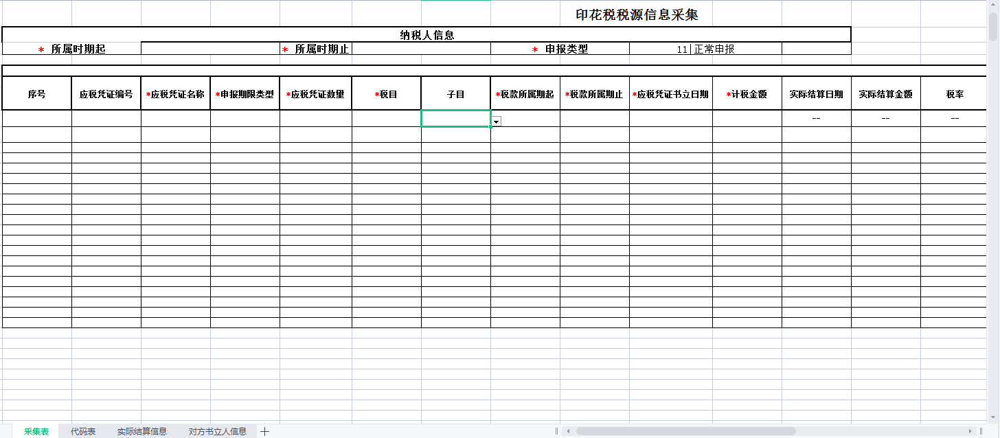 印花税税源信息采集
纳税人信息
* 所属时期起 * 所属时期止 * 申报类型 11|正常申报
序号 应税凭证编号 *应税凭证名称 *申报期限类型 *应税凭证数量 *税目 子目 *税款所属期起 *税款所属期止 *应税凭证书立日期 *计税金额 实际结算日期 实际结算金额 税率
-- -- --
采集表 代码表 实际结算信息 对方书立人信息